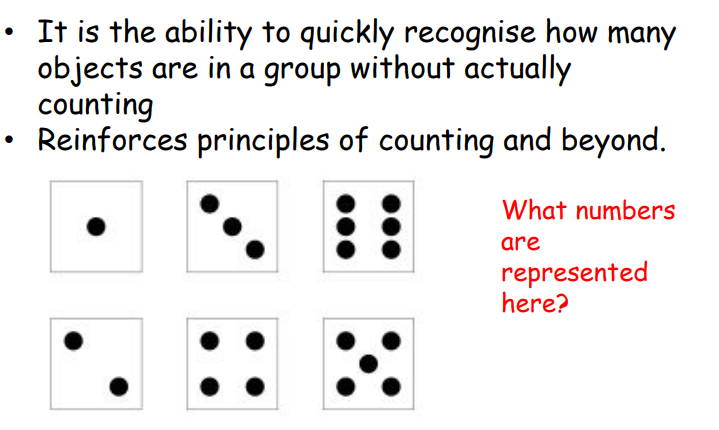 • It is the ability to quickly recognise how many
objects are in a group without actually
counting
• Reinforces principles of counting and beyond.
What numbers
are
represented
here?